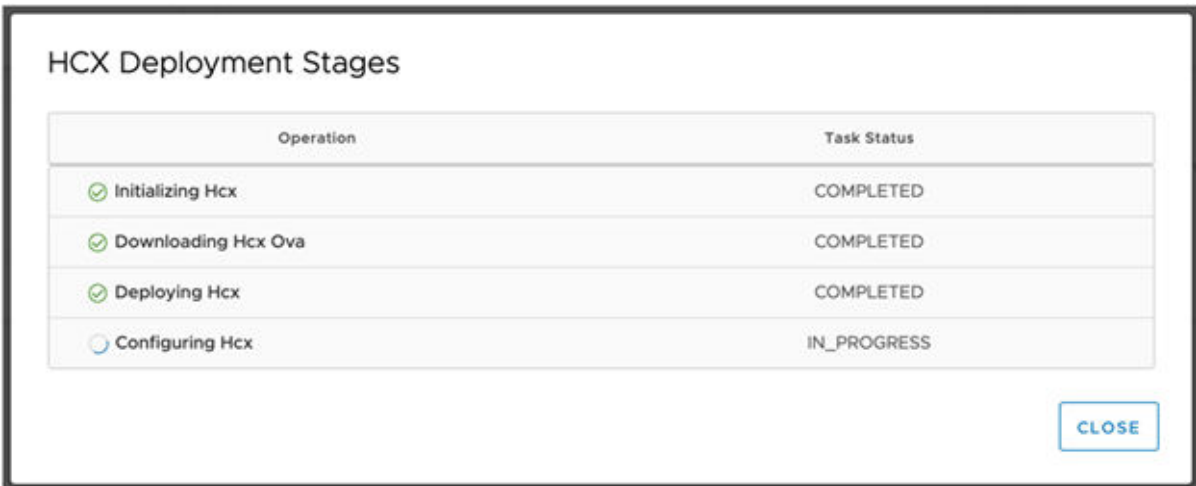 HCX Deployment Stages
Operation Task Status
Initializing Hcx COMPLETED
Downloading Hcx Ova COMPLETED
Deploying Hcx COMPLETED
Configuring Hcx IN_PROGRESS
CLOSE